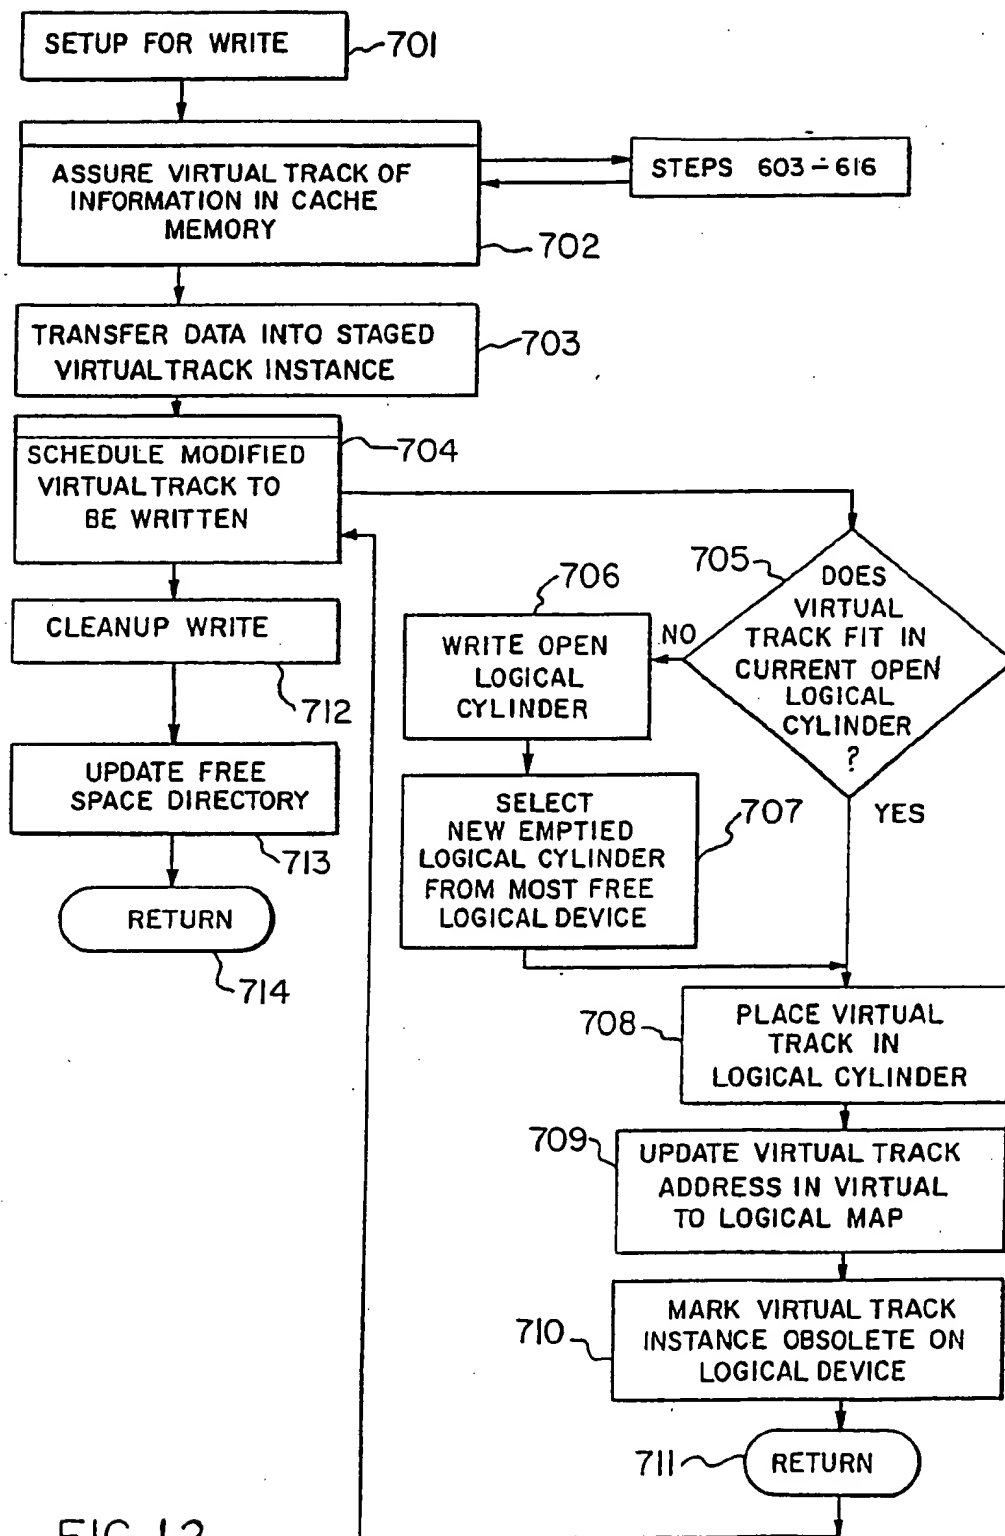 SETUP FOR WRITE
701
ASSURE VIRTUAL TRACK OF
INFORMATION IN CACHE
MEMORY
702
STEPS 603-616
TRANSFER DATA INTO STAGED
VIRTUAL TRACK INSTANCE
703
SCHEDULE MODIFIED
VIRTUAL TRACK TO
BE WRITTEN
704
CLEANUP WRITE
712
UPDATE FREE
SPACE DIRECTORY
713
RETURN
714
705
DOES
VIRTUAL
TRACK FIT IN
CURRENT OPEN
LOGICAL
CYLINDER
?
NO
YES
706
WRITE OPEN
LOGICAL
CYLINDER
SELECT
NEW EMPTIED
LOGICAL CYLINDER
FROM MOST FREE
LOGICAL DEVICE
707
708
PLACE VIRTUAL
TRACK IN
LOGICAL CYLINDER
709
UPDATE VIRTUAL TRACK
ADDRESS IN VIRTUAL
TO LOGICAL MAP
710
MARK VIRTUAL TRACK
INSTANCE OBSOLETE ON
LOGICAL DEVICE
711
RETURN
FIG. 12